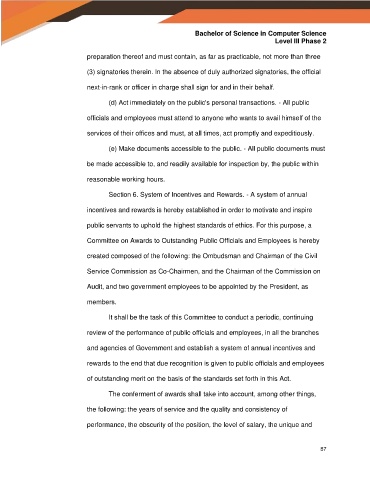 Bachelor of Science in Computer Science
Level III Phase 2
preparation thereof and must contain, as far as practicable, not more than three
(3) signatories therein. In the absence of duly authorized signatories, the official
next-in-rank or officer in charge shall sign for and in their behalf.
(d) Act immediately on the public's personal transactions. - All public
officials and employees must attend to anyone who wants to avail himself of the
services of their offices and must, at all times, act promptly and expeditiously.
(e) Make documents accessible to the public. - All public documents must
be made accessible to, and readily available for inspection by, the public within
reasonable working hours.
Section 6. System of Incentives and Rewards. - A system of annual
incentives and rewards is hereby established in order to motivate and inspire
public servants to uphold the highest standards of ethics. For this purpose, a
Committee on Awards to Outstanding Public Officials and Employees is hereby
created composed of the following: the Ombudsman and Chairman of the Civil
Service Commission as Co-Chairmen, and the Chairman of the Commission on
Audit, and two government employees to be appointed by the President, as
members.
It shall be the task of this Committee to conduct a periodic, continuing
review of the performance of public officials and employees, in all the branches
and agencies of Government and establish a system of annual incentives and
rewards to the end that due recognition is given to public officials and employees
of outstanding merit on the basis of the standards set forth in this Act.
The conferment of awards shall take into account, among other things,
the following: the years of service and the quality and consistency of
performance, the obscurity of the position, the level of salary, the unique and
87